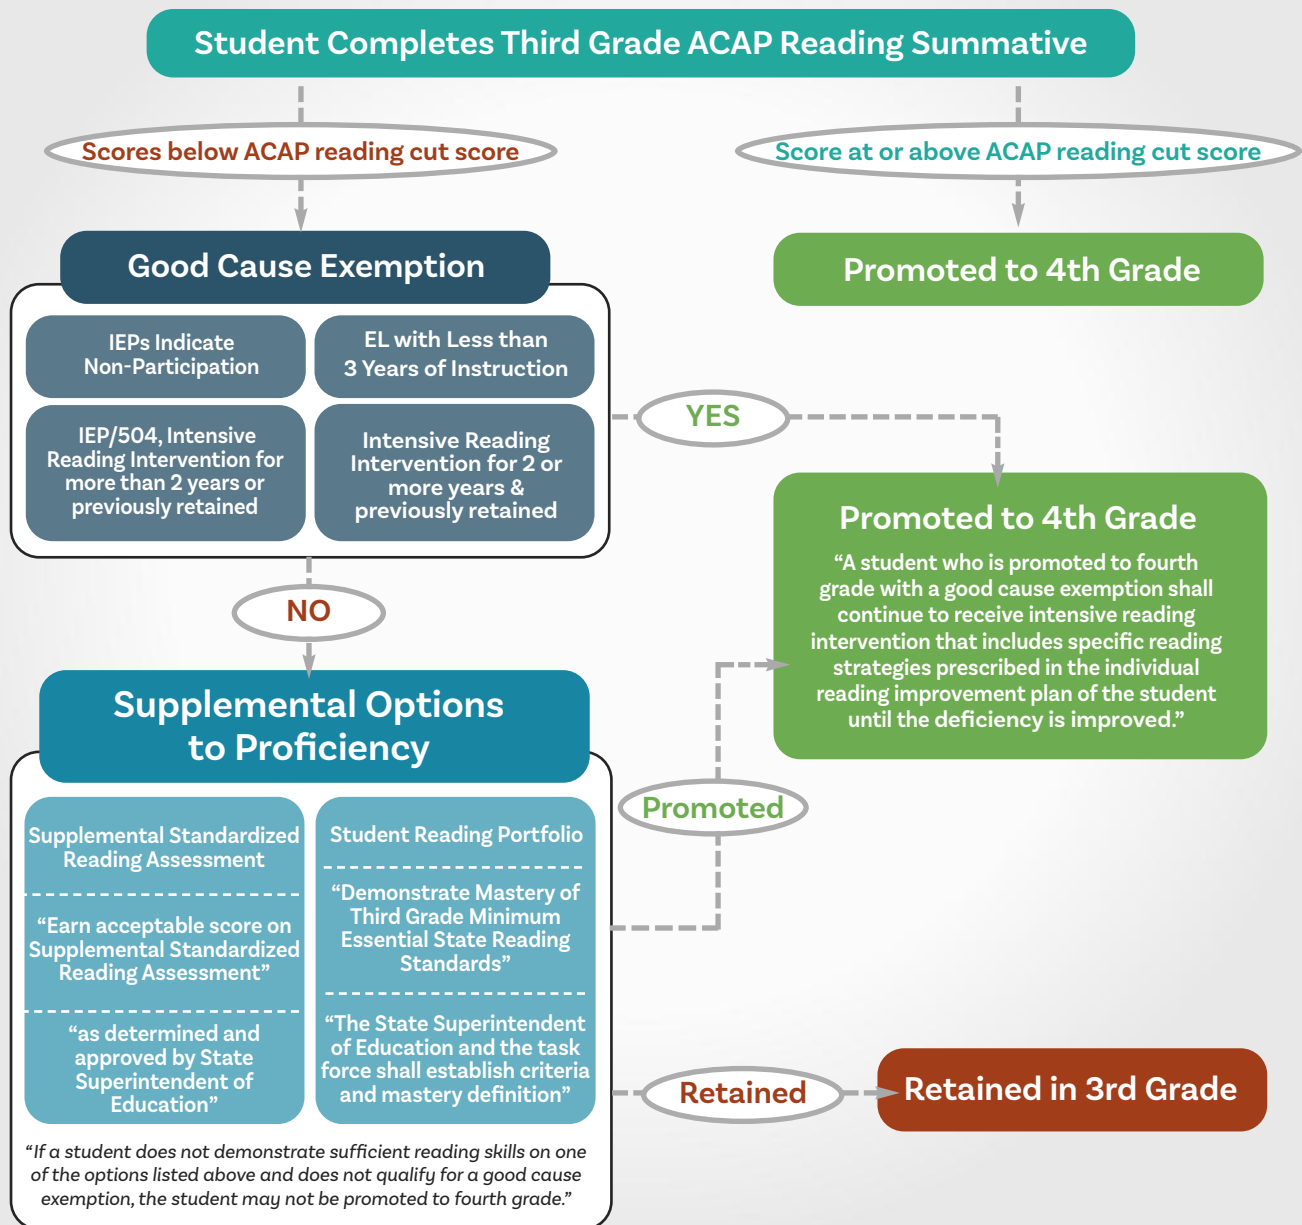 Student Completes Third Grade ACAP Reading Summative
Scores below ACAP reading cut score
Score at or above ACAP reading cut score
Good Cause Exemption
Promoted to 4th Grade
IEPs Indicate
Non-Participation
EL with Less than
3 Years of Instruction
IEP/504, Intensive
Reading Intervention for
more than 2 years or
previously retained
Intensive Reading
Intervention for 2 or
more years &
previously retained
YES
Promoted to 4th Grade
“A student who is promoted to fourth
grade with a good cause exemption shall
continue to receive intensive reading
intervention that includes specific reading
strategies prescribed in the individual
reading improvement plan of the student
until the deficiency is improved.”
NO
Supplemental Options
to Proficiency
Supplemental Standardized
Reading Assessment
“Earn acceptable score on
Supplemental Standardized
Reading Assessment”
“as determined and
approved by State
Superintendent of
Education”
Student Reading Portfolio
“Demonstrate Mastery of
Third Grade Minimum
Essential State Reading
Standards”
“The State Superintendent
of Education and the task
force shall establish criteria
and mastery definition”
Promoted
Retained
Retained in 3rd Grade
“If a student does not demonstrate sufficient reading skills on one
of the options listed above and does not qualify for a good cause
exemption, the student may not be promoted to fourth grade.”